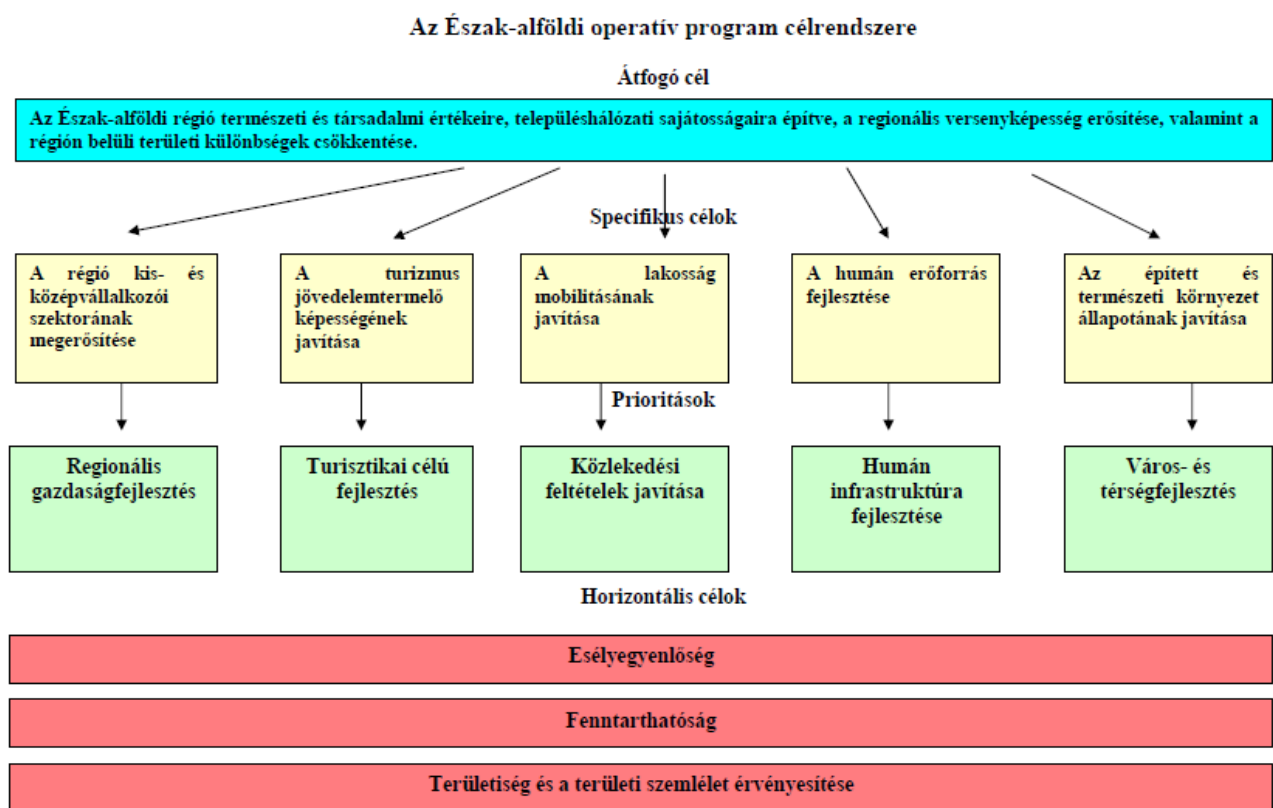 Az Észak-alföldi operatív program célrendszere
Átfogó cél
Az Észak-alföldi régió természeti és társadalmi értékeire, településhálózati sajátosságaira építve, a regionális versenyképesség erősítése, valamint a
régión belüli területi különbségek csökkentése.
Specifikus célok
A régió kis- és
középvállalkozói
szektorának
megerősítése
A turizmus
jövedelemtermelő
képességének
javítása
A lakosság
mobilitásának
javítása
A humán erőforrás
fejlesztése
Az épített és
természeti környezet
állapotának javítása
Prioritások
Regionális
gazdaságfejlesztés
Turisztikai célú
fejlesztés
Közlekedési
feltételek javítása
Humán
infrastruktúra
fejlesztése
Város- és
térségfejlesztés
Horizontális célok
Esélyegyenlőség
Fenntarthatóság
Területiség és a területi szemlélet érvényesítése